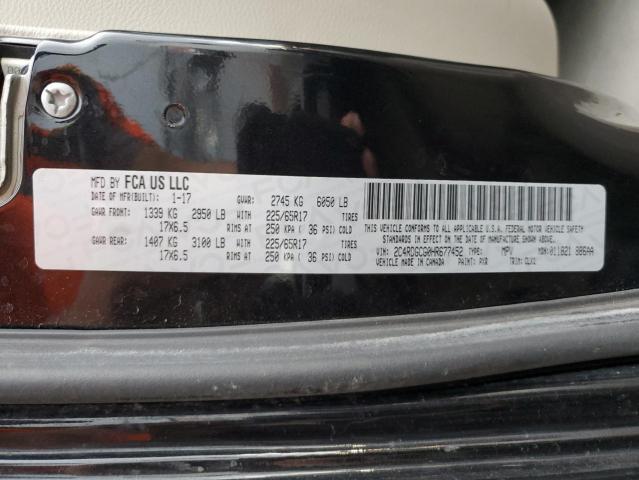 MFD BY FCA US LLC
DATE OF MFR(BUILT): 1-17 GVWR: 2745 KG 6050 LB
GAWR FRONT: 1339 KG 2950 LB WITH 225/65R17 TIRES
17X6.5 RIMS AT 250 KPA ( 36 PSI) COLD
GAWR REAR: 1407 KG 3100 LB WITH 225/65R17 TIRES
17X6.5 RIMS AT 250 KPA ( 36 PSI) COLD
THIS VEHICLE CONFORMS TO ALL APPLICABLE U.S.A. FEDERAL MOTOR VEHICLE
STANDARDS IN EFFECT ON THE DATE OF MANUFACTURE SHOWN ABOVE.
VIN: 2C4RDGCG0HR677452 TYPE: MPV MDH: 011821 386AA
VEHICLE MADE IN CANADA PAINT: PXR TRIM: CLX1